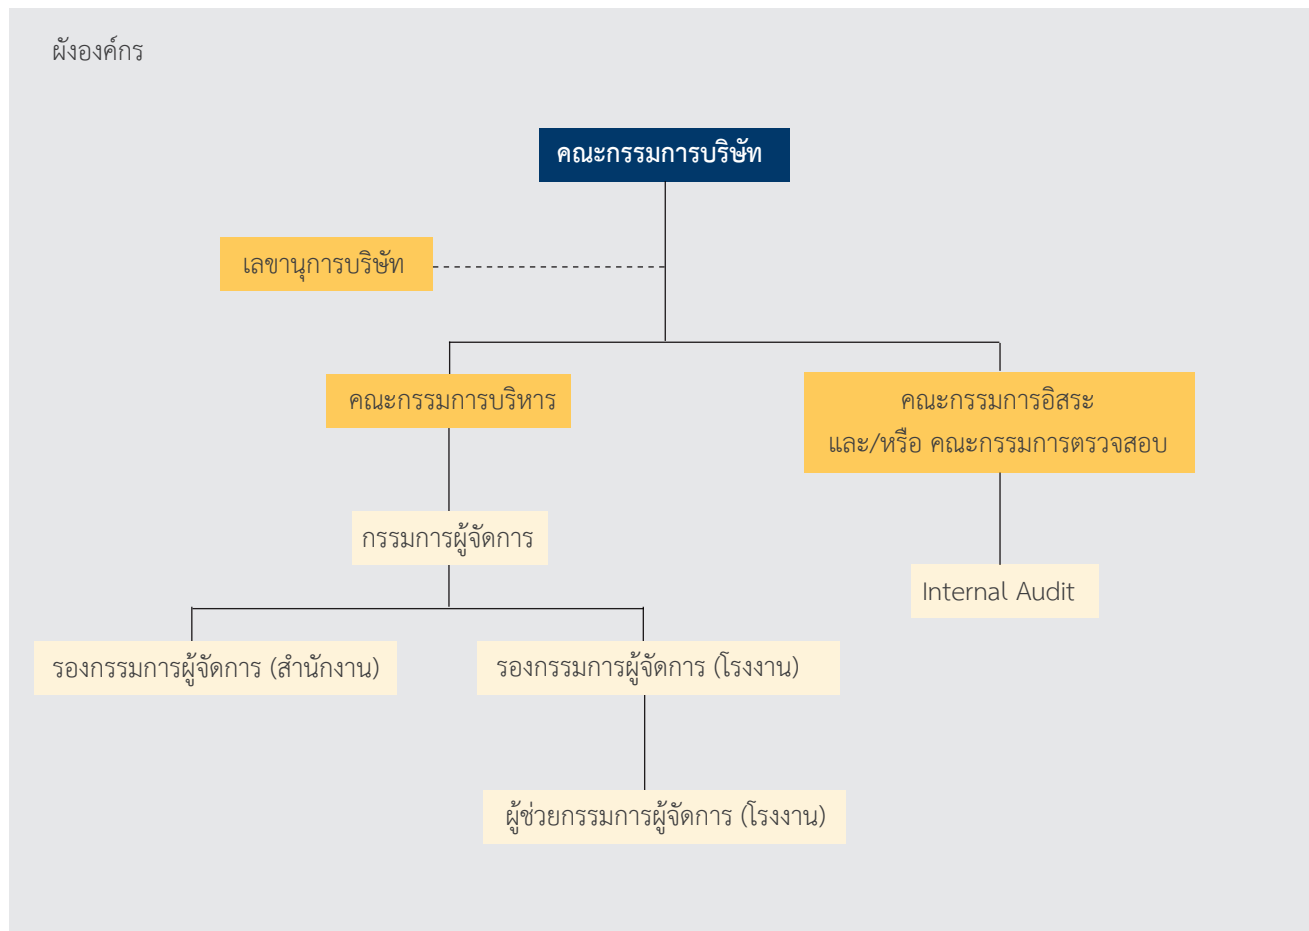 ผังองค์กร
คณะกรรมการบริษัท
เลขานุการบริษัท
คณะกรรมการบริหาร
คณะกรรมการอิสระ
และ/หรือ คณะกรรมการตรวจสอบ
กรรมการผู้จัดการ
Internal Audit
รองกรรมการผู้จัดการ (สำนักงาน)
รองกรรมการผู้จัดการ (โรงงาน)
ผู้ช่วยกรรมการผู้จัดการ (โรงงาน)